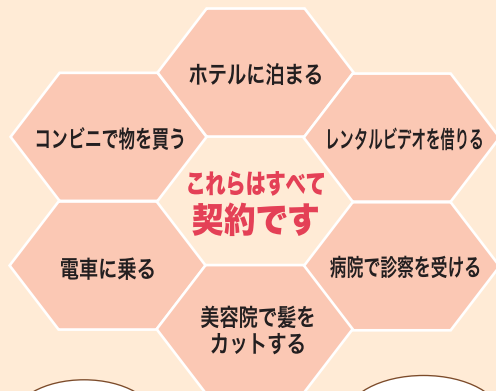 ホテルに泊まる
コンビニで物を買う
レンタルビデオを借りる
これらはすべて
契約です
電車に乗る
病院で診察を受ける
美容院で髪を
カットする